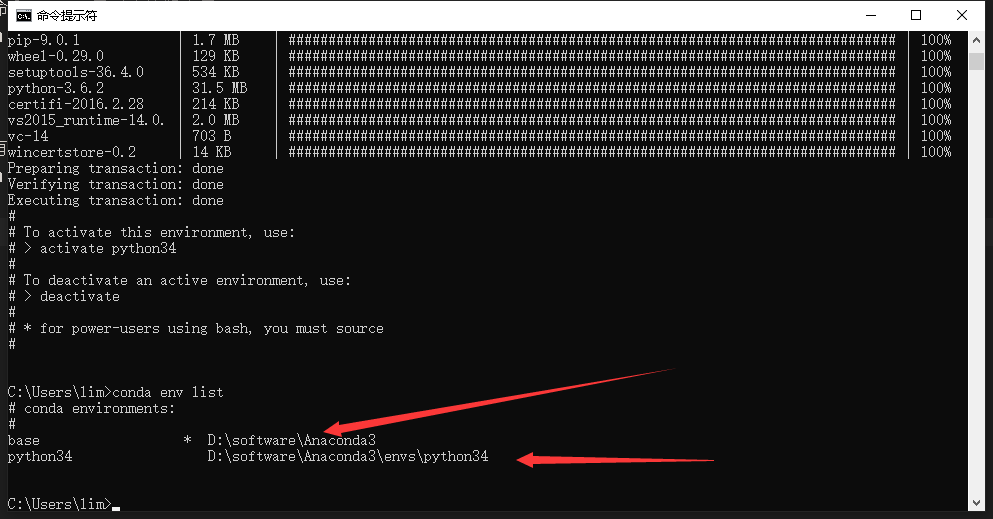 命令提示符
pip-9.0.1 | 1.7 MB | ############################################################################ | 100%
wheel-0.29.0 | 129 KB | ############################################################################ | 100%
setuptools-36.4.0 | 534 KB | ############################################################################ | 100%
python-3.6.2 | 31.5 MB | ############################################################################ | 100%
certifi-2016.2.28 | 214 KB | ############################################################################ | 100%
vs2015_runtime-14.0. | 2.0 MB | ############################################################################ | 100%
vc-14 | 703 B | ############################################################################ | 100%
wincertstore-0.2 | 14 KB | ############################################################################ | 100%
Preparing transaction: done
Verifying transaction: done
Executing transaction: done
#
# To activate this environment, use:
# > activate python34
#
# To deactivate an active environment, use:
# > deactivate
#
# * for power-users using bash, you must source
#
C:\Users\lim>conda env list
# conda environments:
#
base * D:\software\Anaconda3
python34 D:\software\Anaconda3\envs\python34
C:\Users\lim>